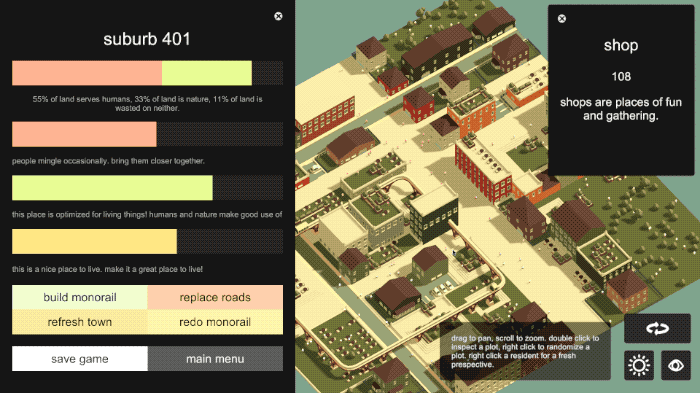 suburb 401
55% of land serves humans, 33% of land is nature, 11% of land is
wasted on neither.
people mingle occasionally. bring them closer together.
this place is optimized for living things! humans and nature make good use of
this is a nice place to live. make it a great place to live!
build monorail
replace roads
refresh town
redo monorail
save game
main menu
shop
108
shops are places of fun
and gathering.
drag to pan, scroll to zoom. double click to
inspect a plot, right click to randomize a
plot. right click a resident for a fresh
prespective.